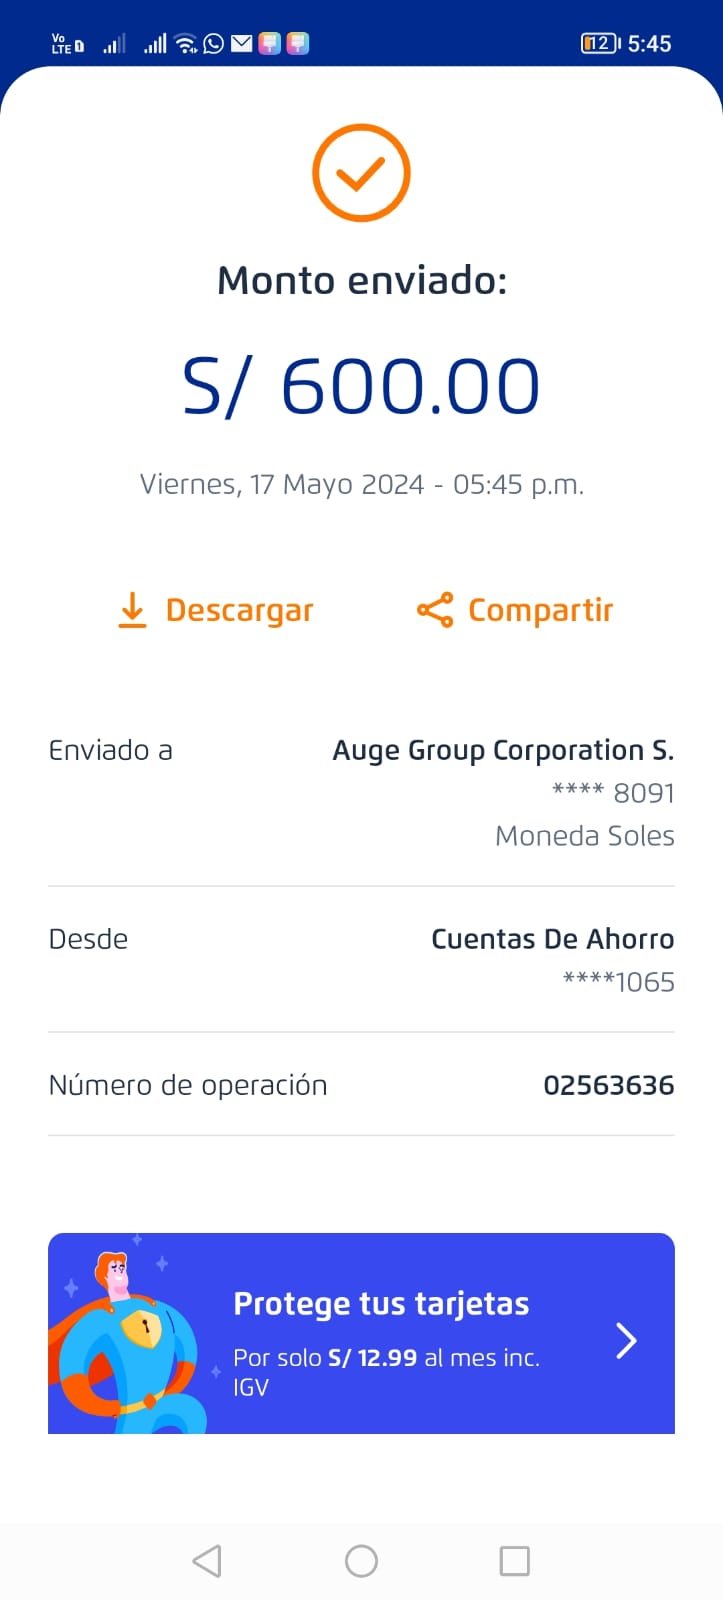 Vo
LTE 1
12 5:45
Monto enviado:
S/ 600.00
Viernes, 17 Mayo 2024 - 05:45 p.m.
Descargar Compartir
Enviado a Auge Group Corporation S.
**** 8091
Moneda Soles
Desde Cuentas De Ahorro
****1065
Número de operación 02563636
Protege tus tarjetas
Por solo S/ 12.99 al mes inc.
IGV